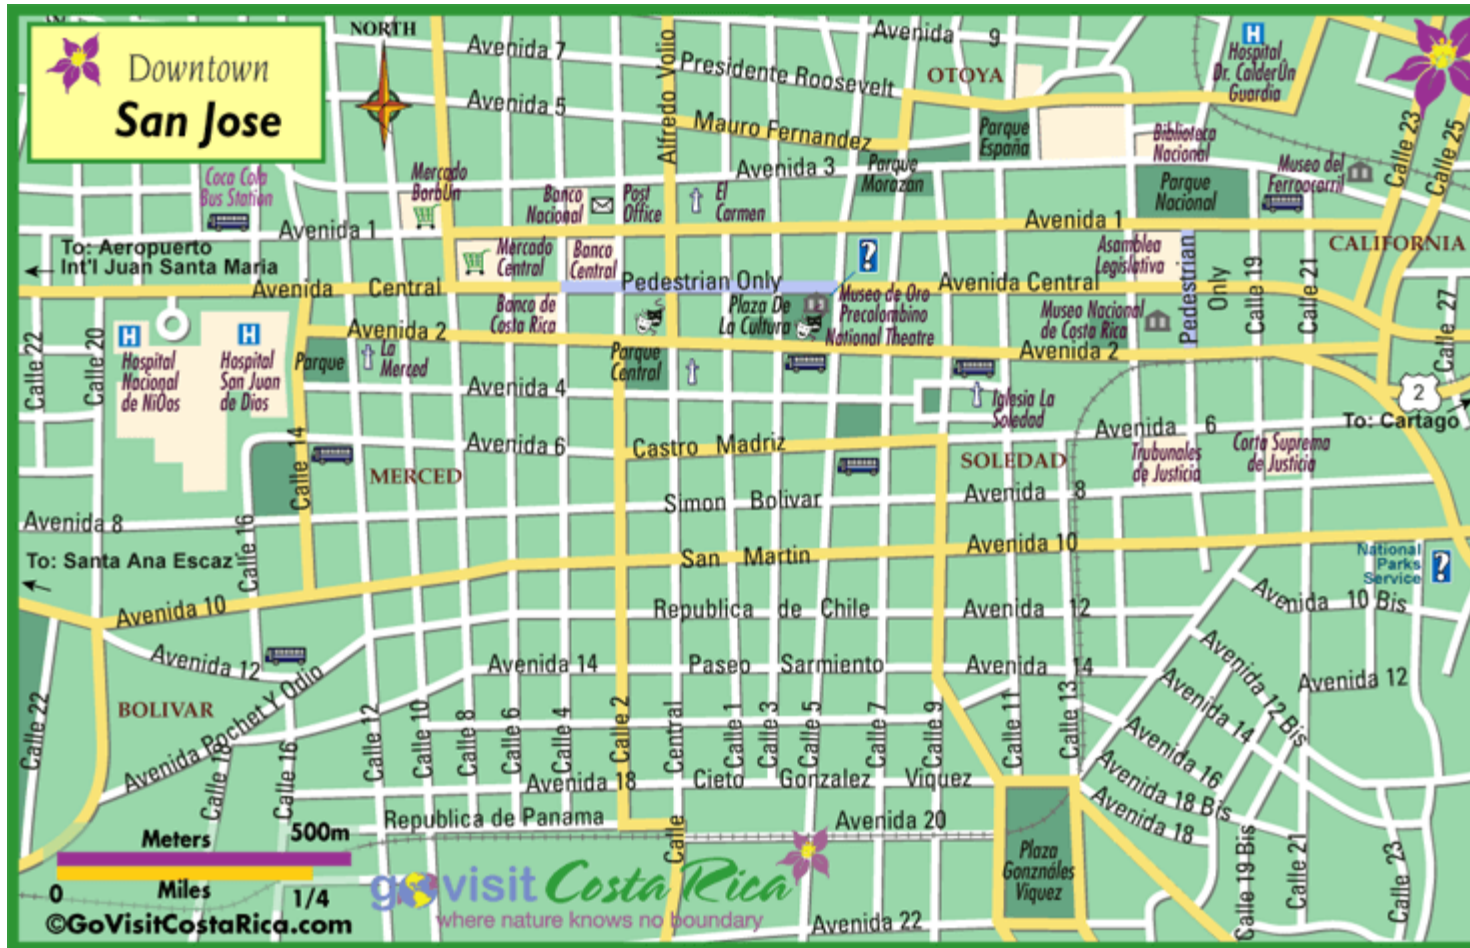 Downtown
San Jose
NORTH
Avenida 7
Avenida 5
Alfredo Volio
Presidente Roosevelt
Mauro Fernandez
Avenida 3
Avenida 9
OTOYA
Parque
España
Parque
Morazan
Hospital
Dr. CalderÛn
Guardia
Biblioteca
Nacional
Parque
Nacional
Museo del
Ferroocarril
Calle 23
Calle 25
CALIFORNIA
Coca Cola
Bus Station
Mercado
BorbÛn
Banco
Nacional
Post
Office
El
Carmen
Avenida 1
Avenida 1
To: Aeropuerto
Int'l Juan Santa Maria
Mercado
Central
Banco
Central
Pedestrian Only
?
Asamblea
Legislativa
Pedestrian
Only
Calle 19
Calle 21
Avenida Central
Avenida Central
Banco de
Costa Rica
Plaza De
La Cultura
Museo de Oro
Precolombino
National Theatre
Museo Nacional
de Costa Rica
Calle 27
Avenida 2
Avenida 2
Calle 22
Calle 20
H
Hospital
Nacional
de NiOos
H
Hospital
San Juan
de Dios
H
Parque
La
Merced
Parque
Central
Avenida 4
Iglesia La
Soledad
2
To: Cartago
Avenida 6
Castro Madriz
Avenida 6
MERCED
SOLEDAD
Trubunales
de Justicia
Corta Suprema
de Justicia
Calle 14
Calle 16
Avenida 8
Simon Bolivar
Avenida 8
To: Santa Ana Escaz
San Martin
Avenida 10
National
Parks
Service
?
Avenida 10
Republica de Chile
Avenida 12
Avenida 10 Bis
Avenida 12
Avenida 14
Paseo Sarmiento
Avenida 14
Avenida 12 Bis
Avenida 12
BOLIVAR
Avenida Pochet Y Odio
Avenida 14
Calle 22
Calle 18
Calle 16
Calle 12
Calle 10
Calle 8
Calle 6
Calle 4
Calle 2
Calle Central
Calle 1
Calle 3
Calle 5
Calle 7
Calle 9
Calle 11
Calle 13
Avenida 16
Avenida 18 Bis
Avenida 18
Avenida 18
Cieto Gonzalez Viquez
Republica de Panama
Avenida 20
Plaza
Gonználes
Viquez
Calle 19 Bis
Calle 21
Calle 23
Avenida 22
Meters 500m
0 Miles 1/4
©GoVisitCostaRica.com
govisit Costa Rica
where nature knows no boundary